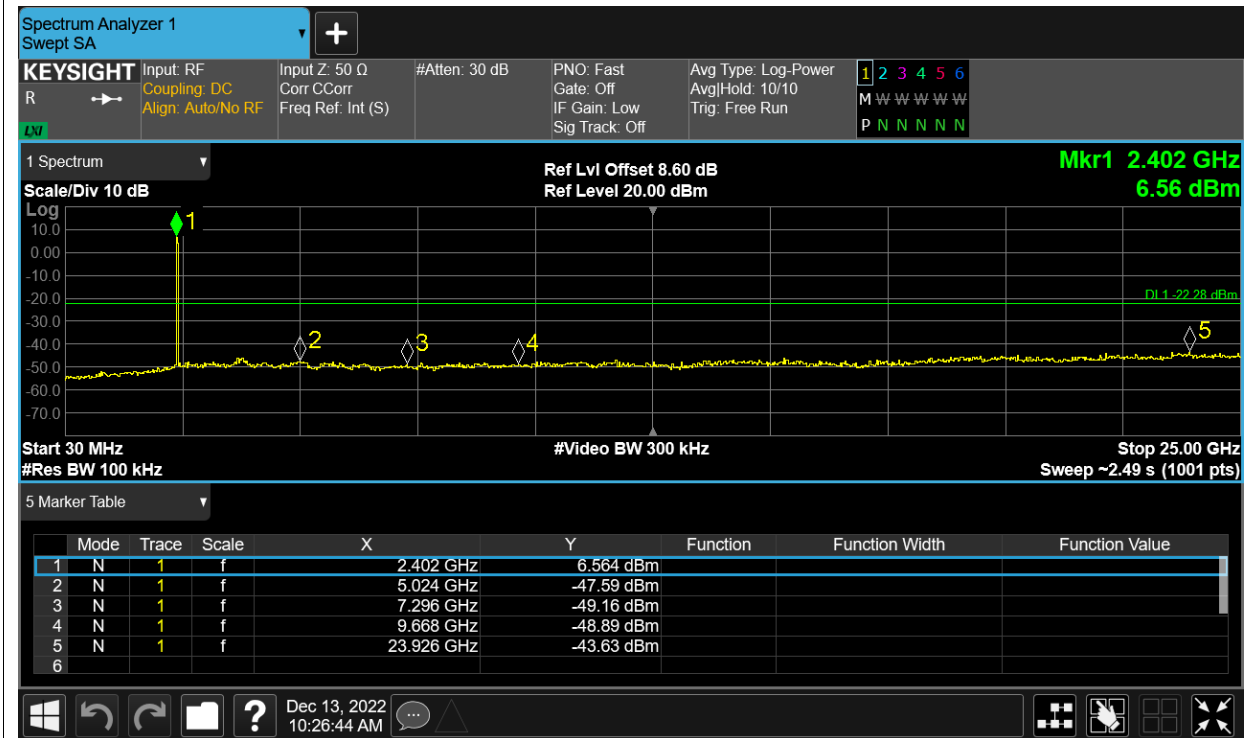 Spectrum Analyzer 1
Swept SA
KEYSIGHT
R
LXI
Input: RF
Coupling: DC
Align: Auto/No RF
Input Z: 50 Ω
Corr CCorr
Freq Ref: Int (S)
#Atten: 30 dB
PNO: Fast
Gate: Off
IF Gain: Low
Sig Track: Off
Avg Type: Log-Power
Avg|Hold: 10/10
Trig: Free Run
1 2 3 4 5 6
M W W W W W
P N N N N N
1 Spectrum
Scale/Div 10 dB
Ref Lvl Offset 8.60 dB
Ref Level 20.00 dBm
Mkr1 2.402 GHz
6.56 dBm
Log
10.0
0.00
-10.0
-20.0
-30.0
-40.0
-50.0
-60.0
-70.0
1
2
3
4
5
DL1 -22.28 dBm
Start 30 MHz
#Res BW 100 kHz
#Video BW 300 kHz
Stop 25.00 GHz
Sweep ~2.49 s (1001 pts)
5 Marker Table
Mode Trace Scale X Y Function Function Width Function Value
1 N 1 f 2.402 GHz 6.564 dBm
2 N 1 f 5.024 GHz -47.59 dBm
3 N 1 f 7.296 GHz -49.16 dBm
4 N 1 f 9.668 GHz -48.89 dBm
5 N 1 f 23.926 GHz -43.63 dBm
6
?
Dec 13, 2022
10:26:44 AM